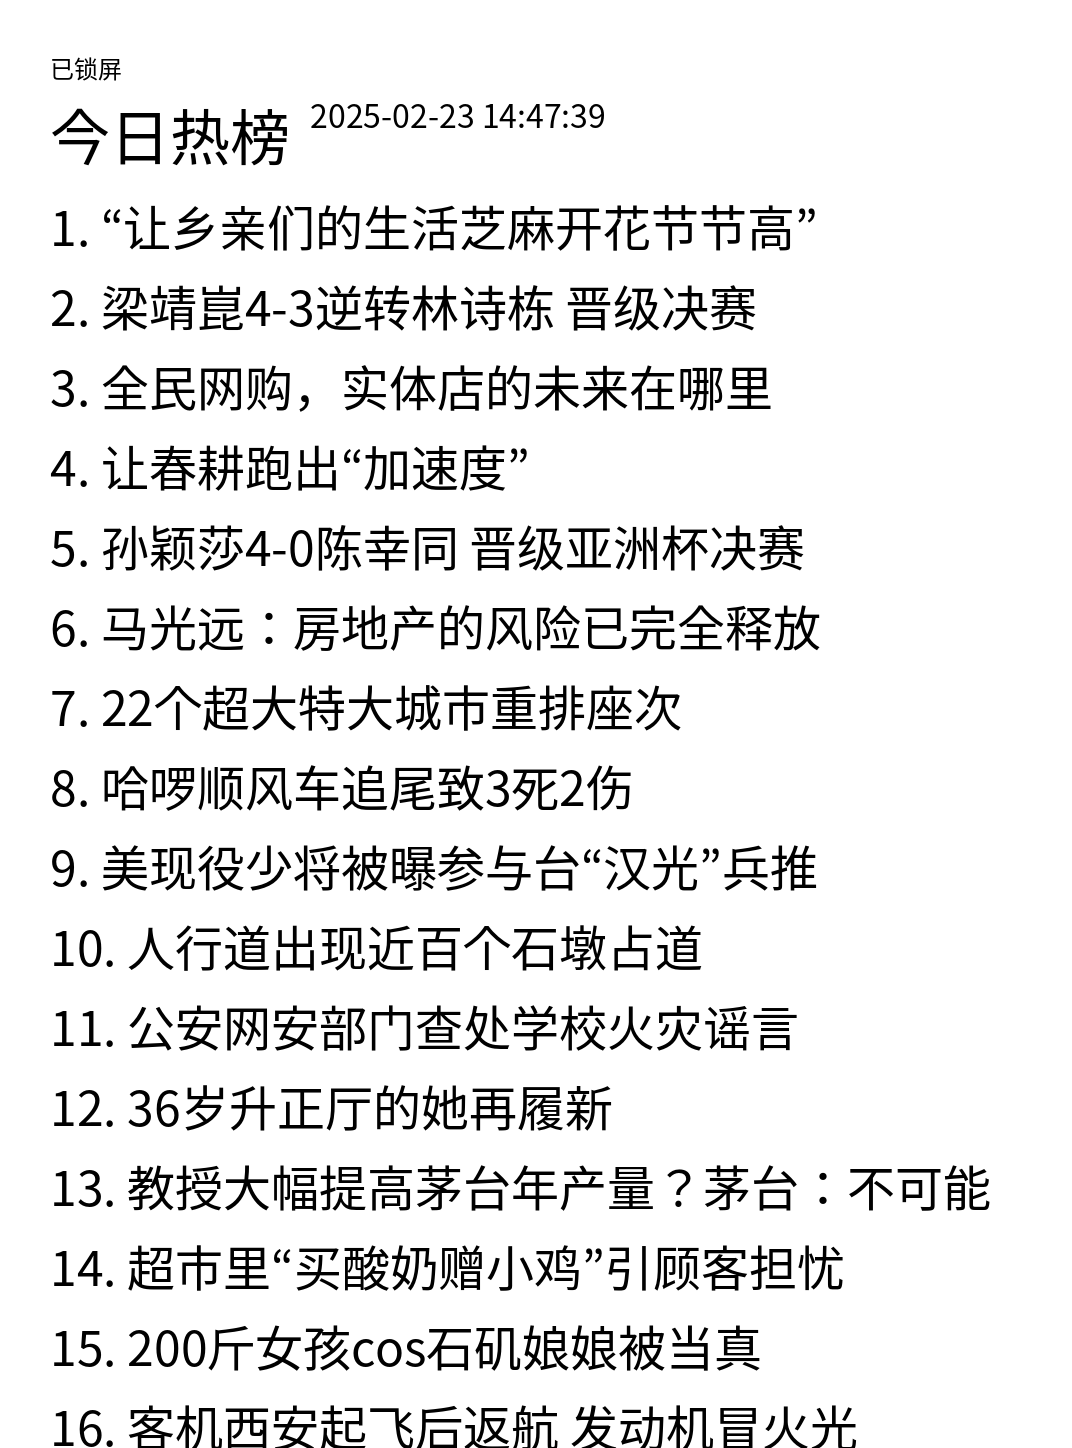 已锁屏
今日热榜 2025-02-23 14:47:39
1. “让乡亲们的生活芝麻开花节节高”
2. 梁靖崑4-3逆转林诗栋 晋级决赛
3. 全民网购，实体店的未来在哪里
4. 让春耕跑出“加速度”
5. 孙颖莎4-0陈幸同 晋级亚洲杯决赛
6. 马光远：房地产的风险已完全释放
7. 22个超大特大城市重排座次
8. 哈啰顺风车追尾致3死2伤
9. 美现役少将被曝参与台“汉光”兵推
10. 人行道出现近百个石墩占道
11. 公安网安部门查处学校火灾谣言
12. 36岁升正厅的她再履新
13. 教授大幅提高茅台年产量？茅台：不可能
14. 超市里“买酸奶赠小鸡”引顾客担忧
15. 200斤女孩cos石矶娘娘被当真
16. 客机西安起飞后返航 发动机冒火光